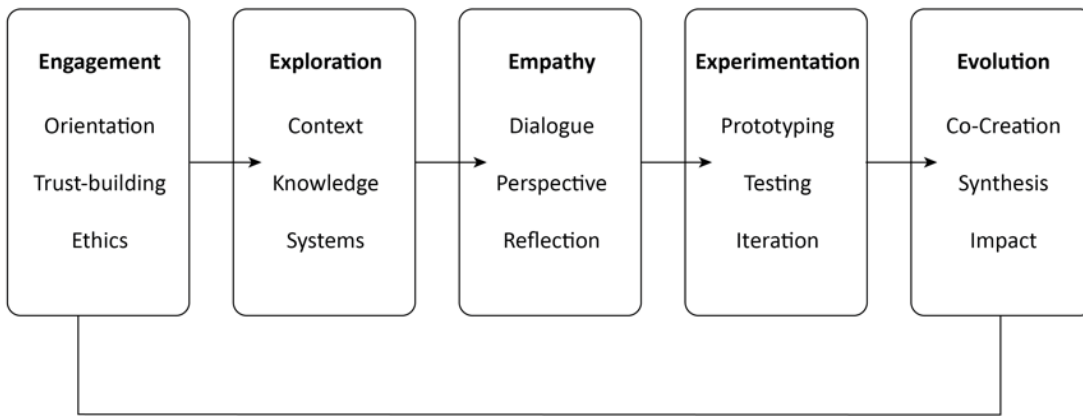 Engagement
Orientation
Trust-building
Ethics
Exploration
Context
Knowledge
Systems
Empathy
Dialogue
Perspective
Reflection
Experimentation
Prototyping
Testing
Iteration
Evolution
Co-Creation
Synthesis
Impact